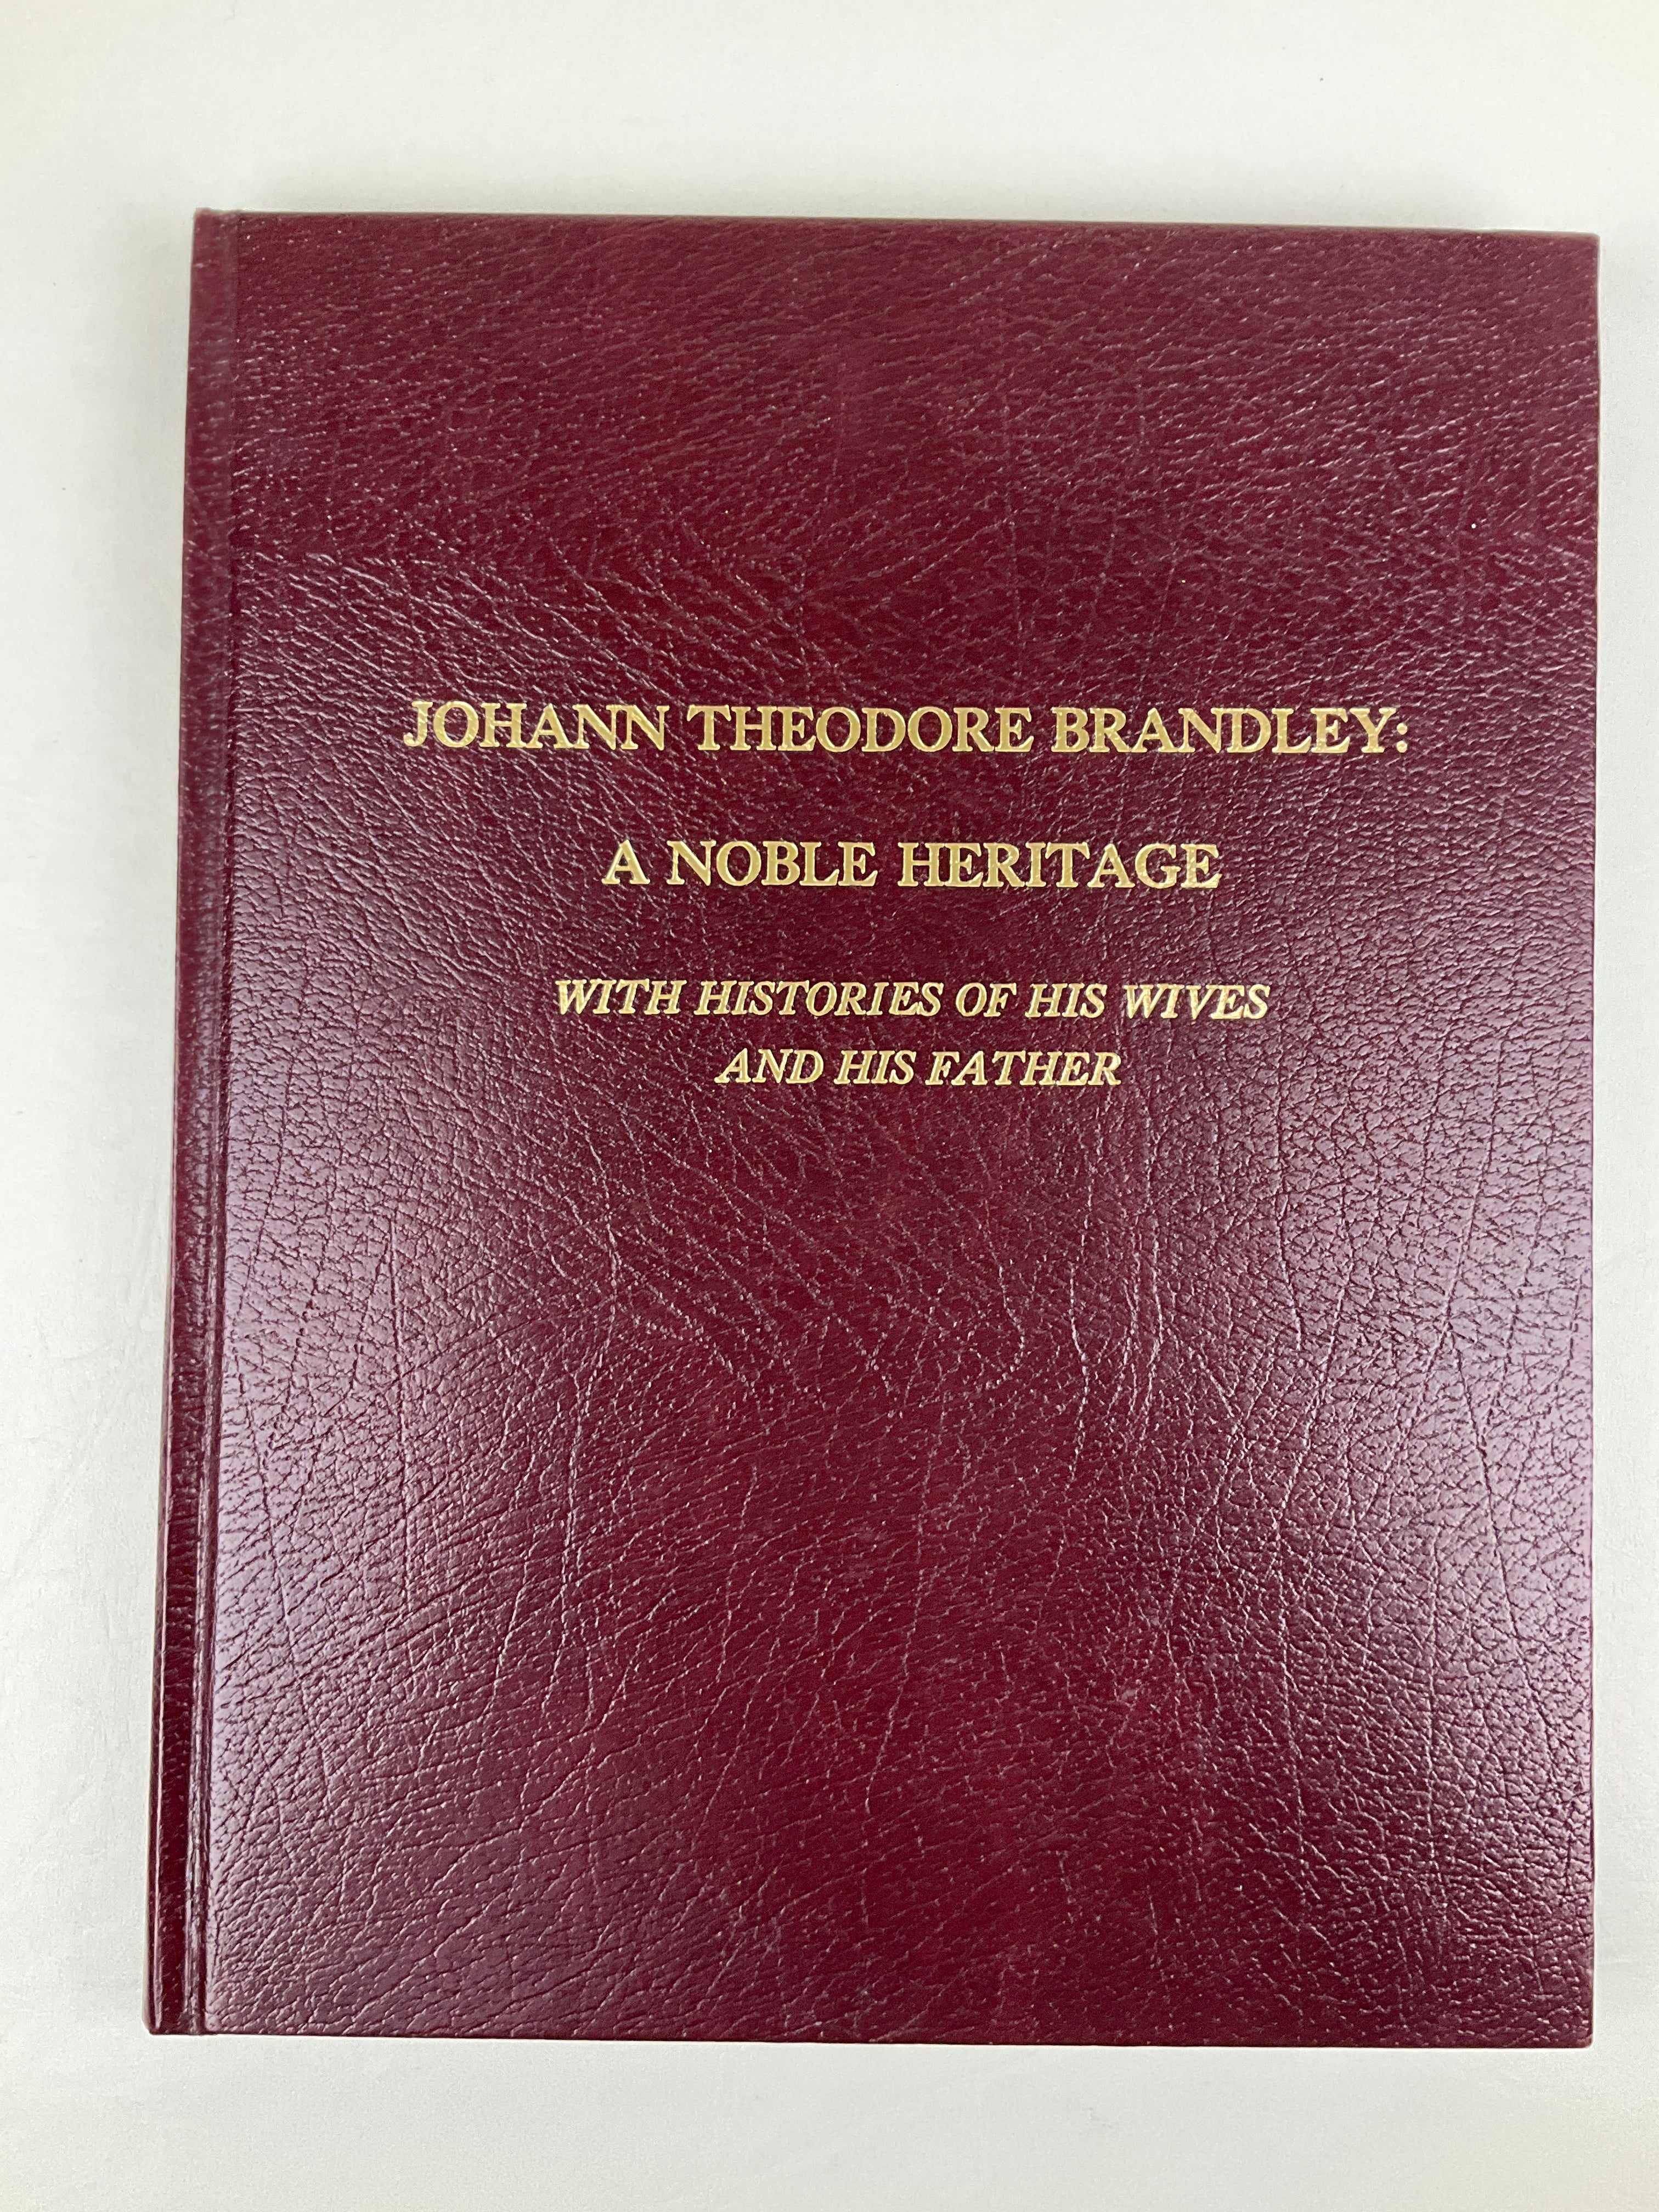 JOHANN THEODORE BRANDLEY:
A NOBLE HERITAGE
WITH HISTORIES OF HIS WIVES
AND HIS FATHER